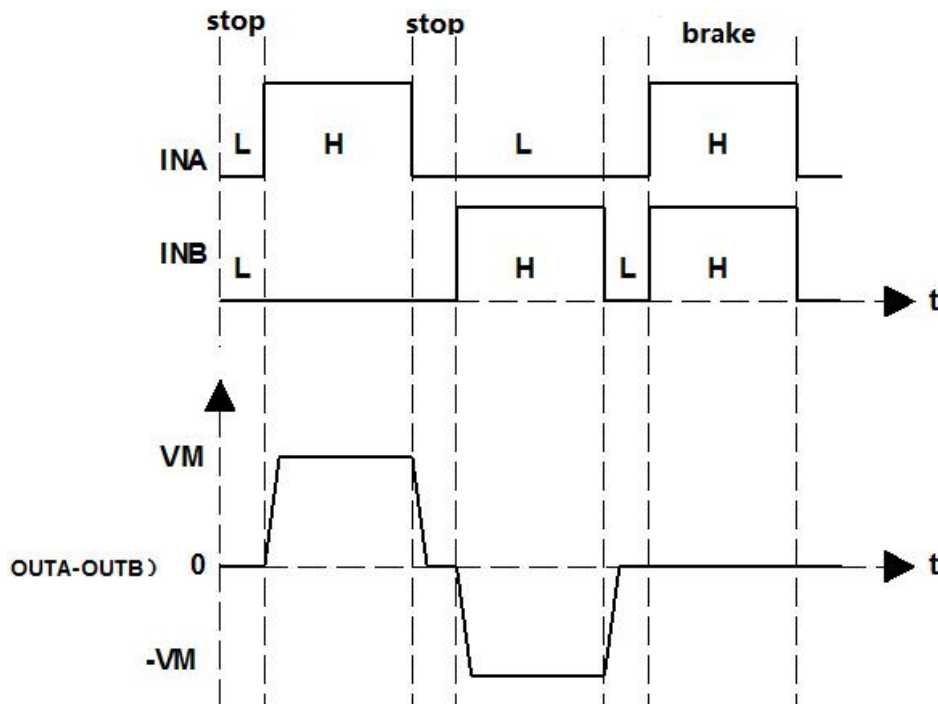 stop stop brake
L H L H
INA
INB
L H L H
t
VM
OUTA-OUTB） 0 t
-VM